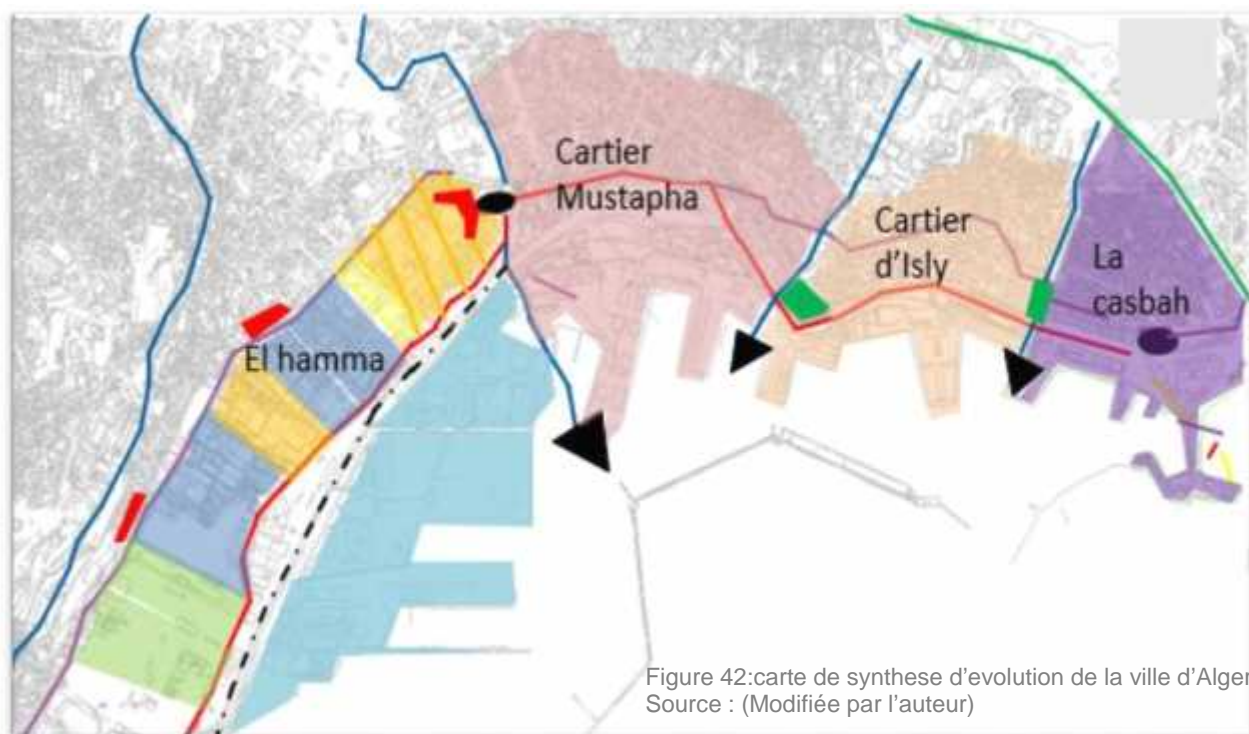 Cartier
Mustapha
Cartier
d'Isly
La
casbah
El hamma
Figure 42:carte de synthese d'evolution de la ville d'Alger
Source : (Modifiée par l'auteur)